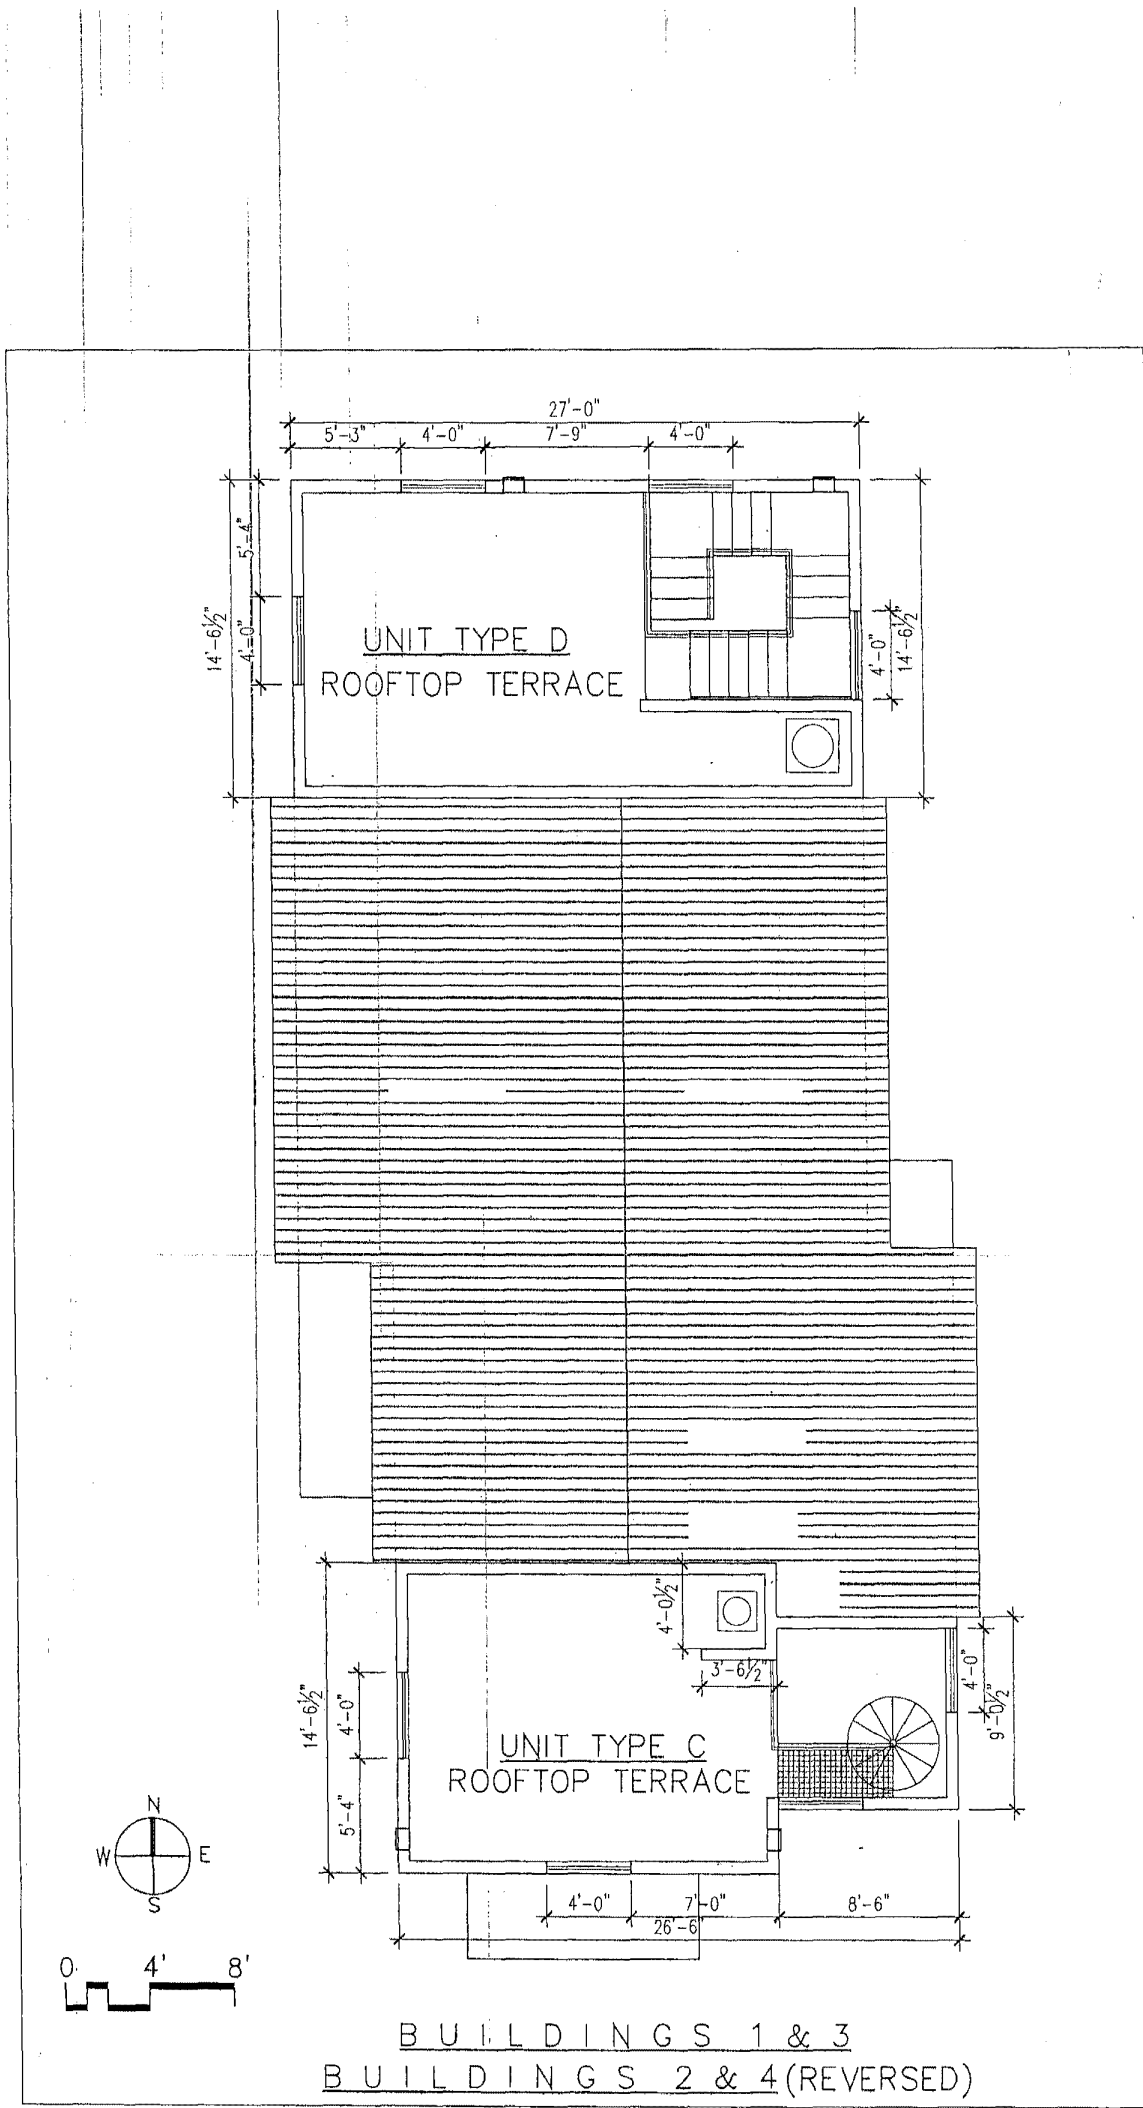 27'-0"
5'-3" 4'-0" 7'-9" 4'-0"
5'-4"
14'-6½"
4'-0"
4'-0"
14'-6½"
UNIT TYPE D
ROOFTOP TERRACE
4'-0½"
3'-6½"
4'-0"
9'-0½"
14'-6½"
4'-0"
5'-4"
UNIT TYPE C
ROOFTOP TERRACE
N
W E
S
4'-0" 7'-0" 8'-6"
26'-6"
0 4' 8'
BUILDINGS 1 & 3
BUILDINGS 2 & 4 (REVERSED)